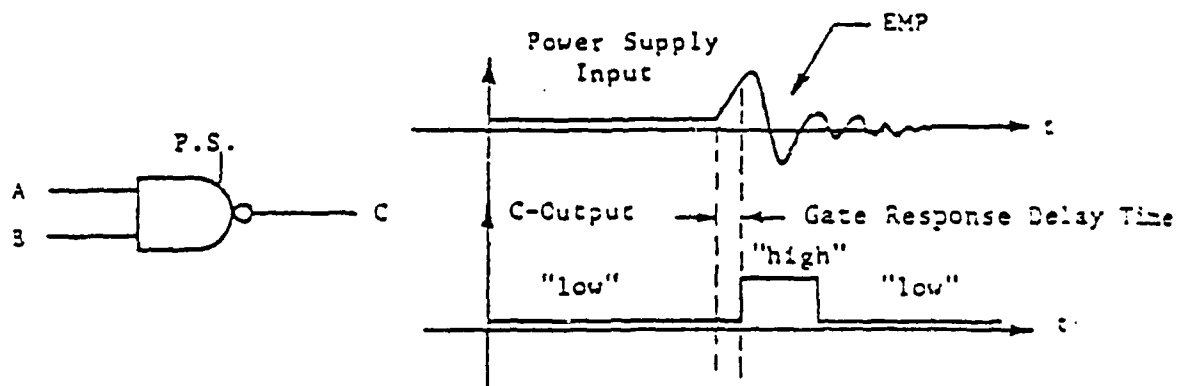 EMP
Power Supply
Input
t
P.S.
A
B
C
C-Output
Gate Response Delay Time
"high"
"low"
"low"
t